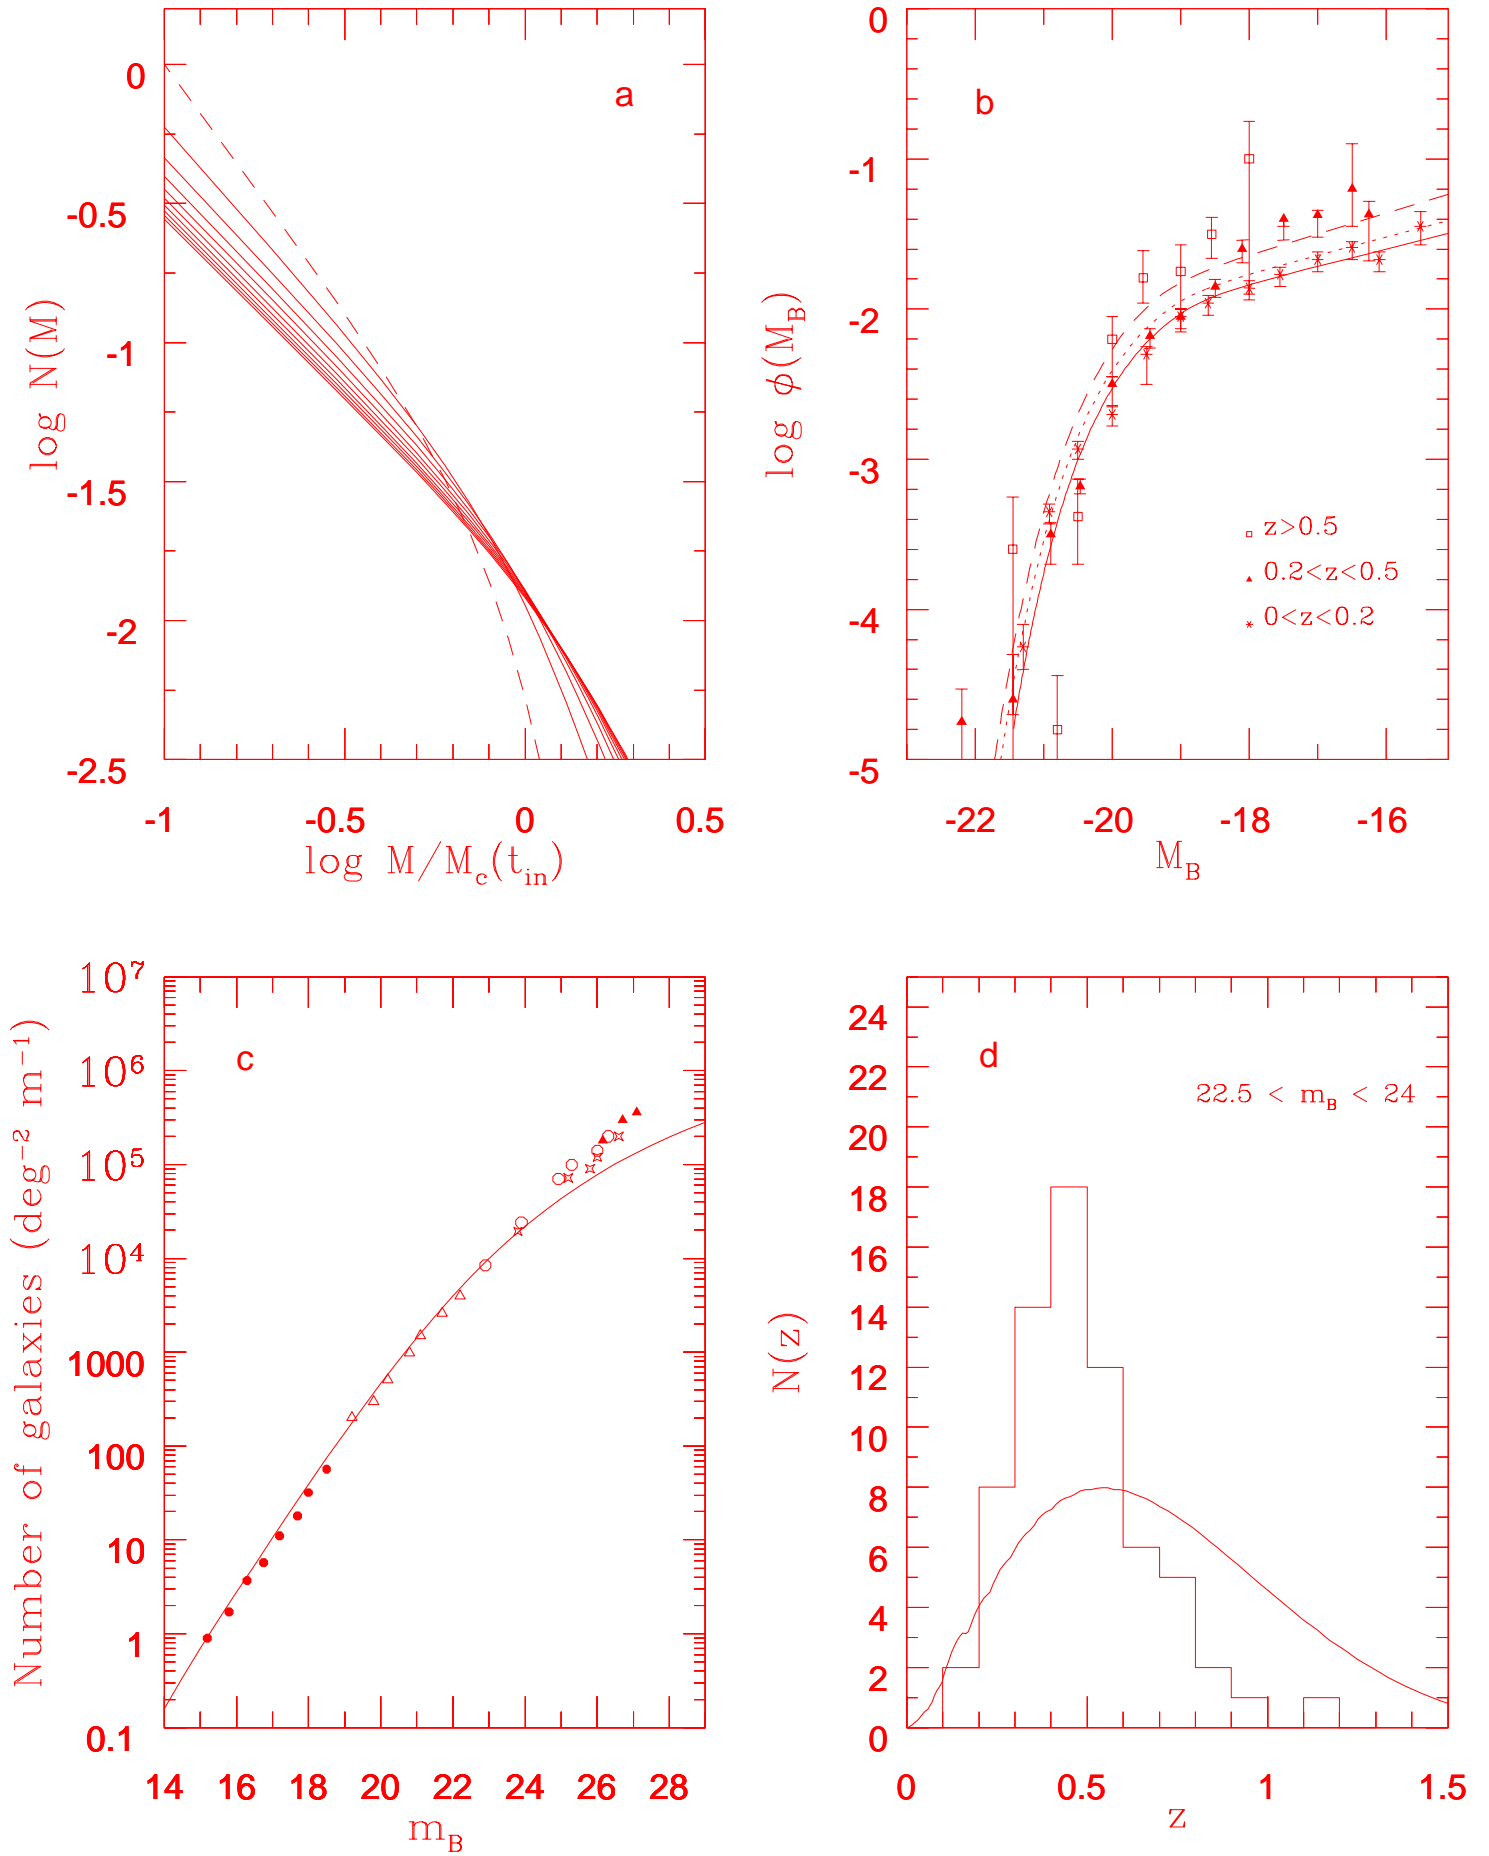 a
0
-0.5
-1
-1.5
-2
-2.5
log N(M)
-1
-0.5
0
0.5
log M/M_c(t_in)
b
0
-1
-2
-3
-4
-5
log ϕ(M_B)
z>0.5
0.2<z<0.5
0<z<0.2
-22
-20
-18
-16
M_B
c
10^7
10^6
10^5
10^4
1000
100
10
1
0.1
Number of galaxies (deg^-2 m^-1)
14 16 18 20 22 24 26 28
m_B
d
22.5 < m_B < 24
24
22
20
18
16
14
12
10
8
6
4
2
0
N(z)
0
0.5
1
1.5
z